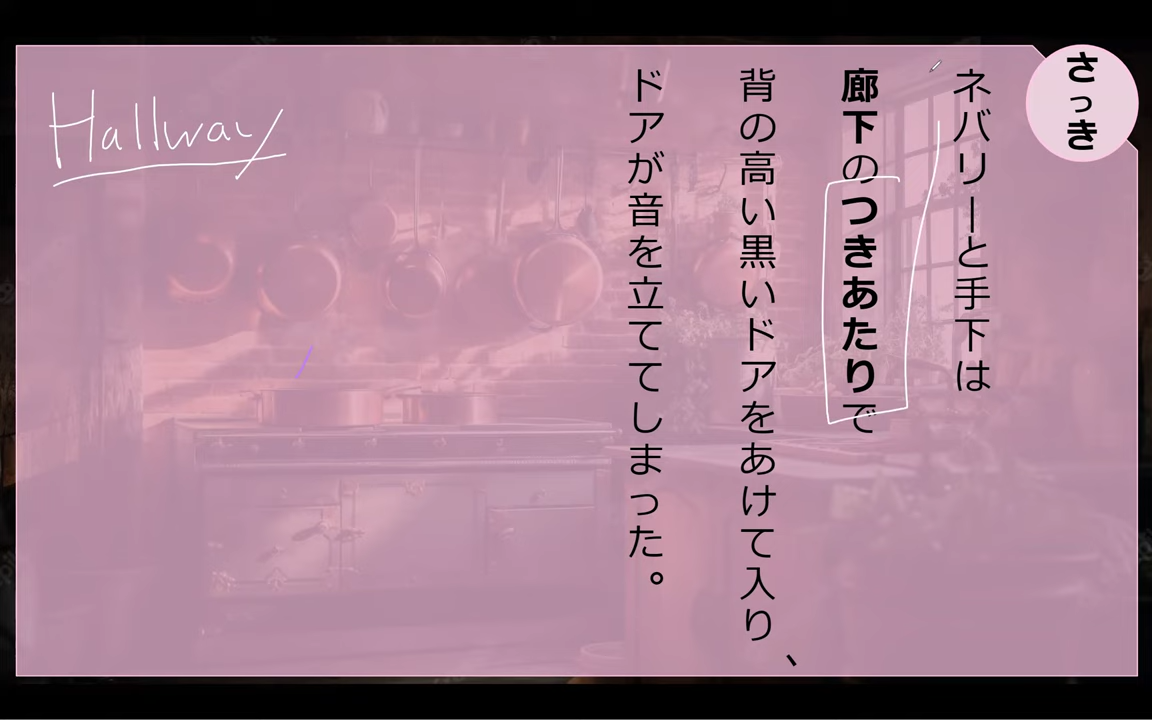 さっき
ネバリーと手下は
廊下のつきあたりで
背の高い黒いドアをあけて入り、
ドアが音を立ててしまった。
Hallway